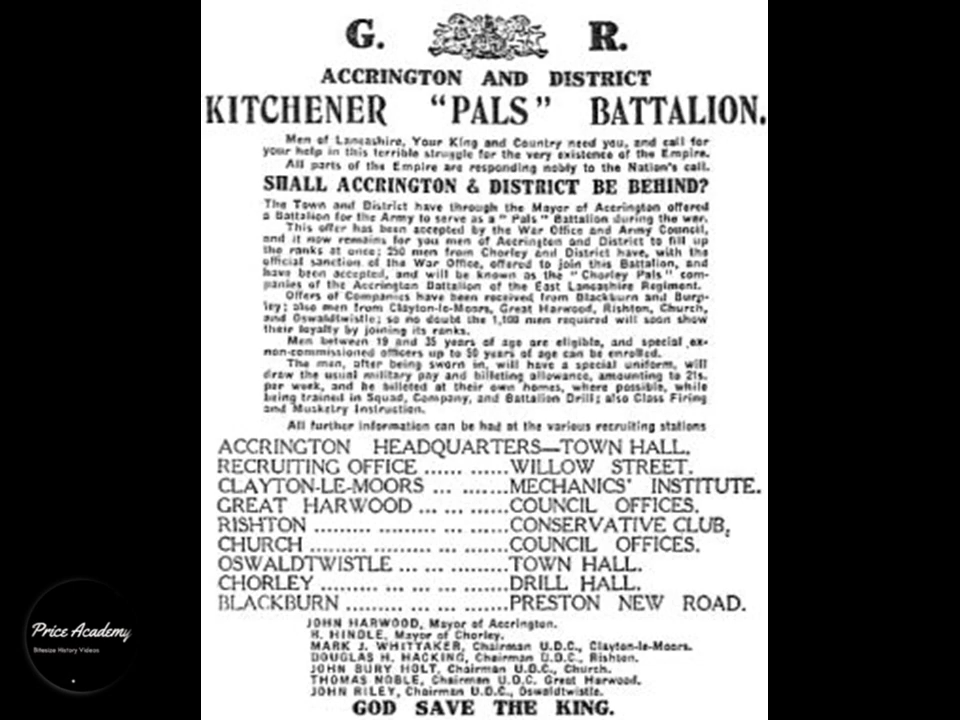 G. R.
ACCRINGTON AND DISTRICT
KITCHENER "PALS" BATTALION.
Men of Lancashire, Your King and Country need you, and call for
your help in this terrible struggle for the very existence of the Empire.
All parts of the Empire are responding nobly to the Nation's call.
SHALL ACCRINGTON & DISTRICT BE BEHIND?
The Town and District have through the Mayor of Accrington offered
a Battalion for the Army to serve as a "Pals" Battalion during the war.
This offer has been accepted by the War Office and Army Council,
and it now remains for you men of Accrington and District to fill up
the ranks at once; 250 men from Chorley and District have, with the
official sanction of the War Office, offered to join this Battalion, and
have been accepted, and will be known as the "Chorley Pals" com-
panies of the Accrington Battalion of the East Lancashire Regiment.
Offers of Companies have been received from Blackburn and Burn-
ley; also men from Clayton-le-Moors, Great Harwood, Rishton, Church,
and Oswaldtwistle; so no doubt the 1,100 men required will soon show
their loyalty by joining its ranks.
Men between 19 and 35 years of age are eligible, and special ex-
non-commissioned officers up to 50 years of age can be enrolled.
The men, after being sworn in, will have a special uniform, will
draw the usual military pay and billeting allowance, amounting to 21s.
per week, and be billeted at their own homes, where possible, while
being trained in Squad, Company, and Battalion Drill; also Class Firing
and Musketry Instruction.
All further information can be had at the various recruiting stations
ACCRINGTON HEADQUARTERS—TOWN HALL.
RECRUITING OFFICE ...... ......WILLOW STREET.
CLAYTON-LE-MOORS ... .......MECHANICS' INSTITUTE.
GREAT HARWOOD ... ... ......COUNCIL OFFICES.
RISHTON ......... ......... ... ......CONSERVATIVE CLUB.
CHURCH ......... ......... ... ......COUNCIL OFFICES.
OSWALDTWISTLE ... ... ......TOWN HALL.
CHORLEY ......... ... ... ... ......DRILL HALL.
BLACKBURN ......... ... ... ......PRESTON NEW ROAD.
JOHN HARWOOD, Mayor of Accrington.
H. HINDLE, Mayor of Chorley.
MARK J. WHITTAKER, Chairman U.D.C., Clayton-le-Moors.
DOUGLAS H. HACKING, Chairman U.D.C., Rishton.
JOHN BURY HOLT, Chairman U.D.C., Church.
THOMAS NOBLE, Chairman U.D.C. Great Harwood.
JOHN RILEY, Chairman U.D.C., Oswaldtwistle.
GOD SAVE THE KING.
Price Academy
Bitesize History Videos